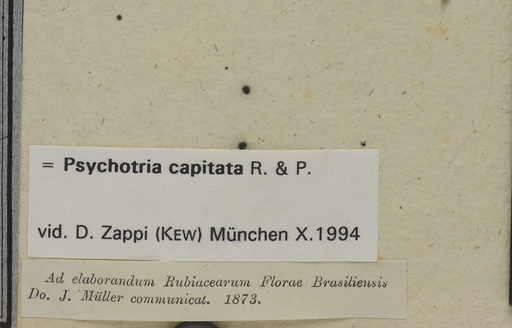 = Psychotria capitata R. & P.
vid. D. Zappi (KEW) München X.1994
Ad elaborandum Rubiacearum Florae Brasiliensis
Do. J. Müller communicat. 1873.